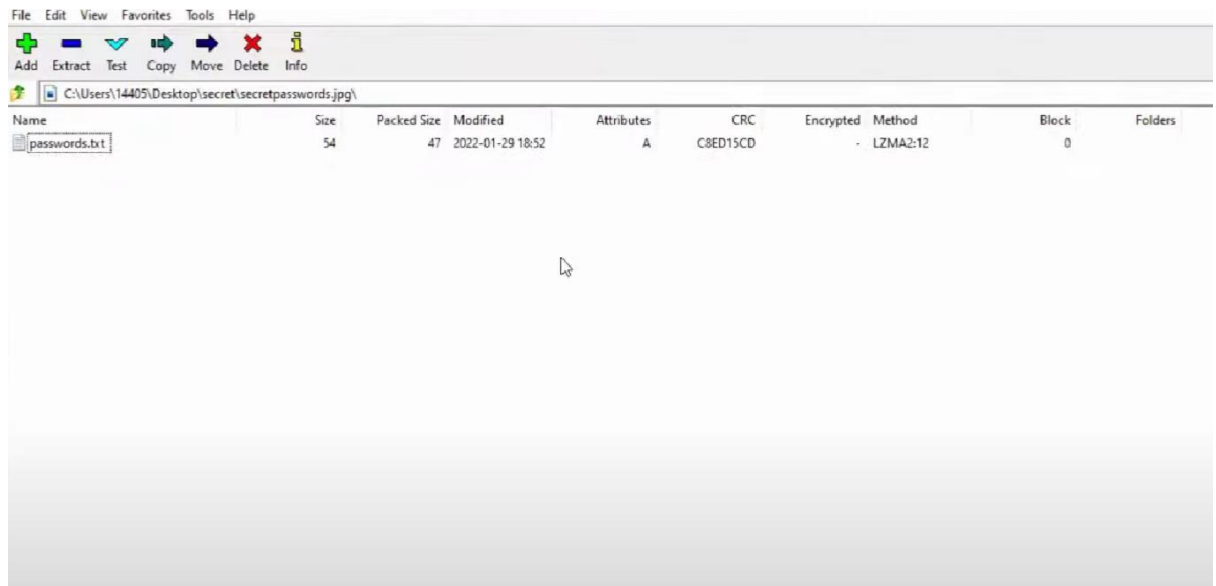 File Edit View Favorites Tools Help
Add Extract Test Copy Move Delete Info
C:\Users\14405\Desktop\secret\secretpasswords.jpg\
Name Size Packed Size Modified Attributes CRC Encrypted Method Block Folders
passwords.txt 54 47 2022-01-29 18:52 A C8ED15CD - LZMA2:12 0